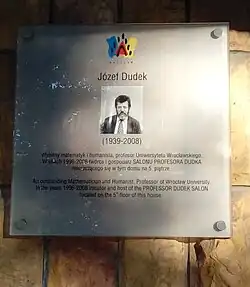 WROCŁAW
Józef Dudek
(1939-2008)
Wybitny matematyk i humanista, profesor Uniwersytetu Wrocławskiego.
W latach 1996-2008 twórca i gospodarz SALONU PROFESORA DUDKA
mieszczącego się w tym domu na 5. piętrze
An outstanding Mathematician and Humanist, Professor of Wrocław University
In the years 1996-2008 creator and host of the PROFESSOR DUDEK SALON
located on the 5th floor of this house